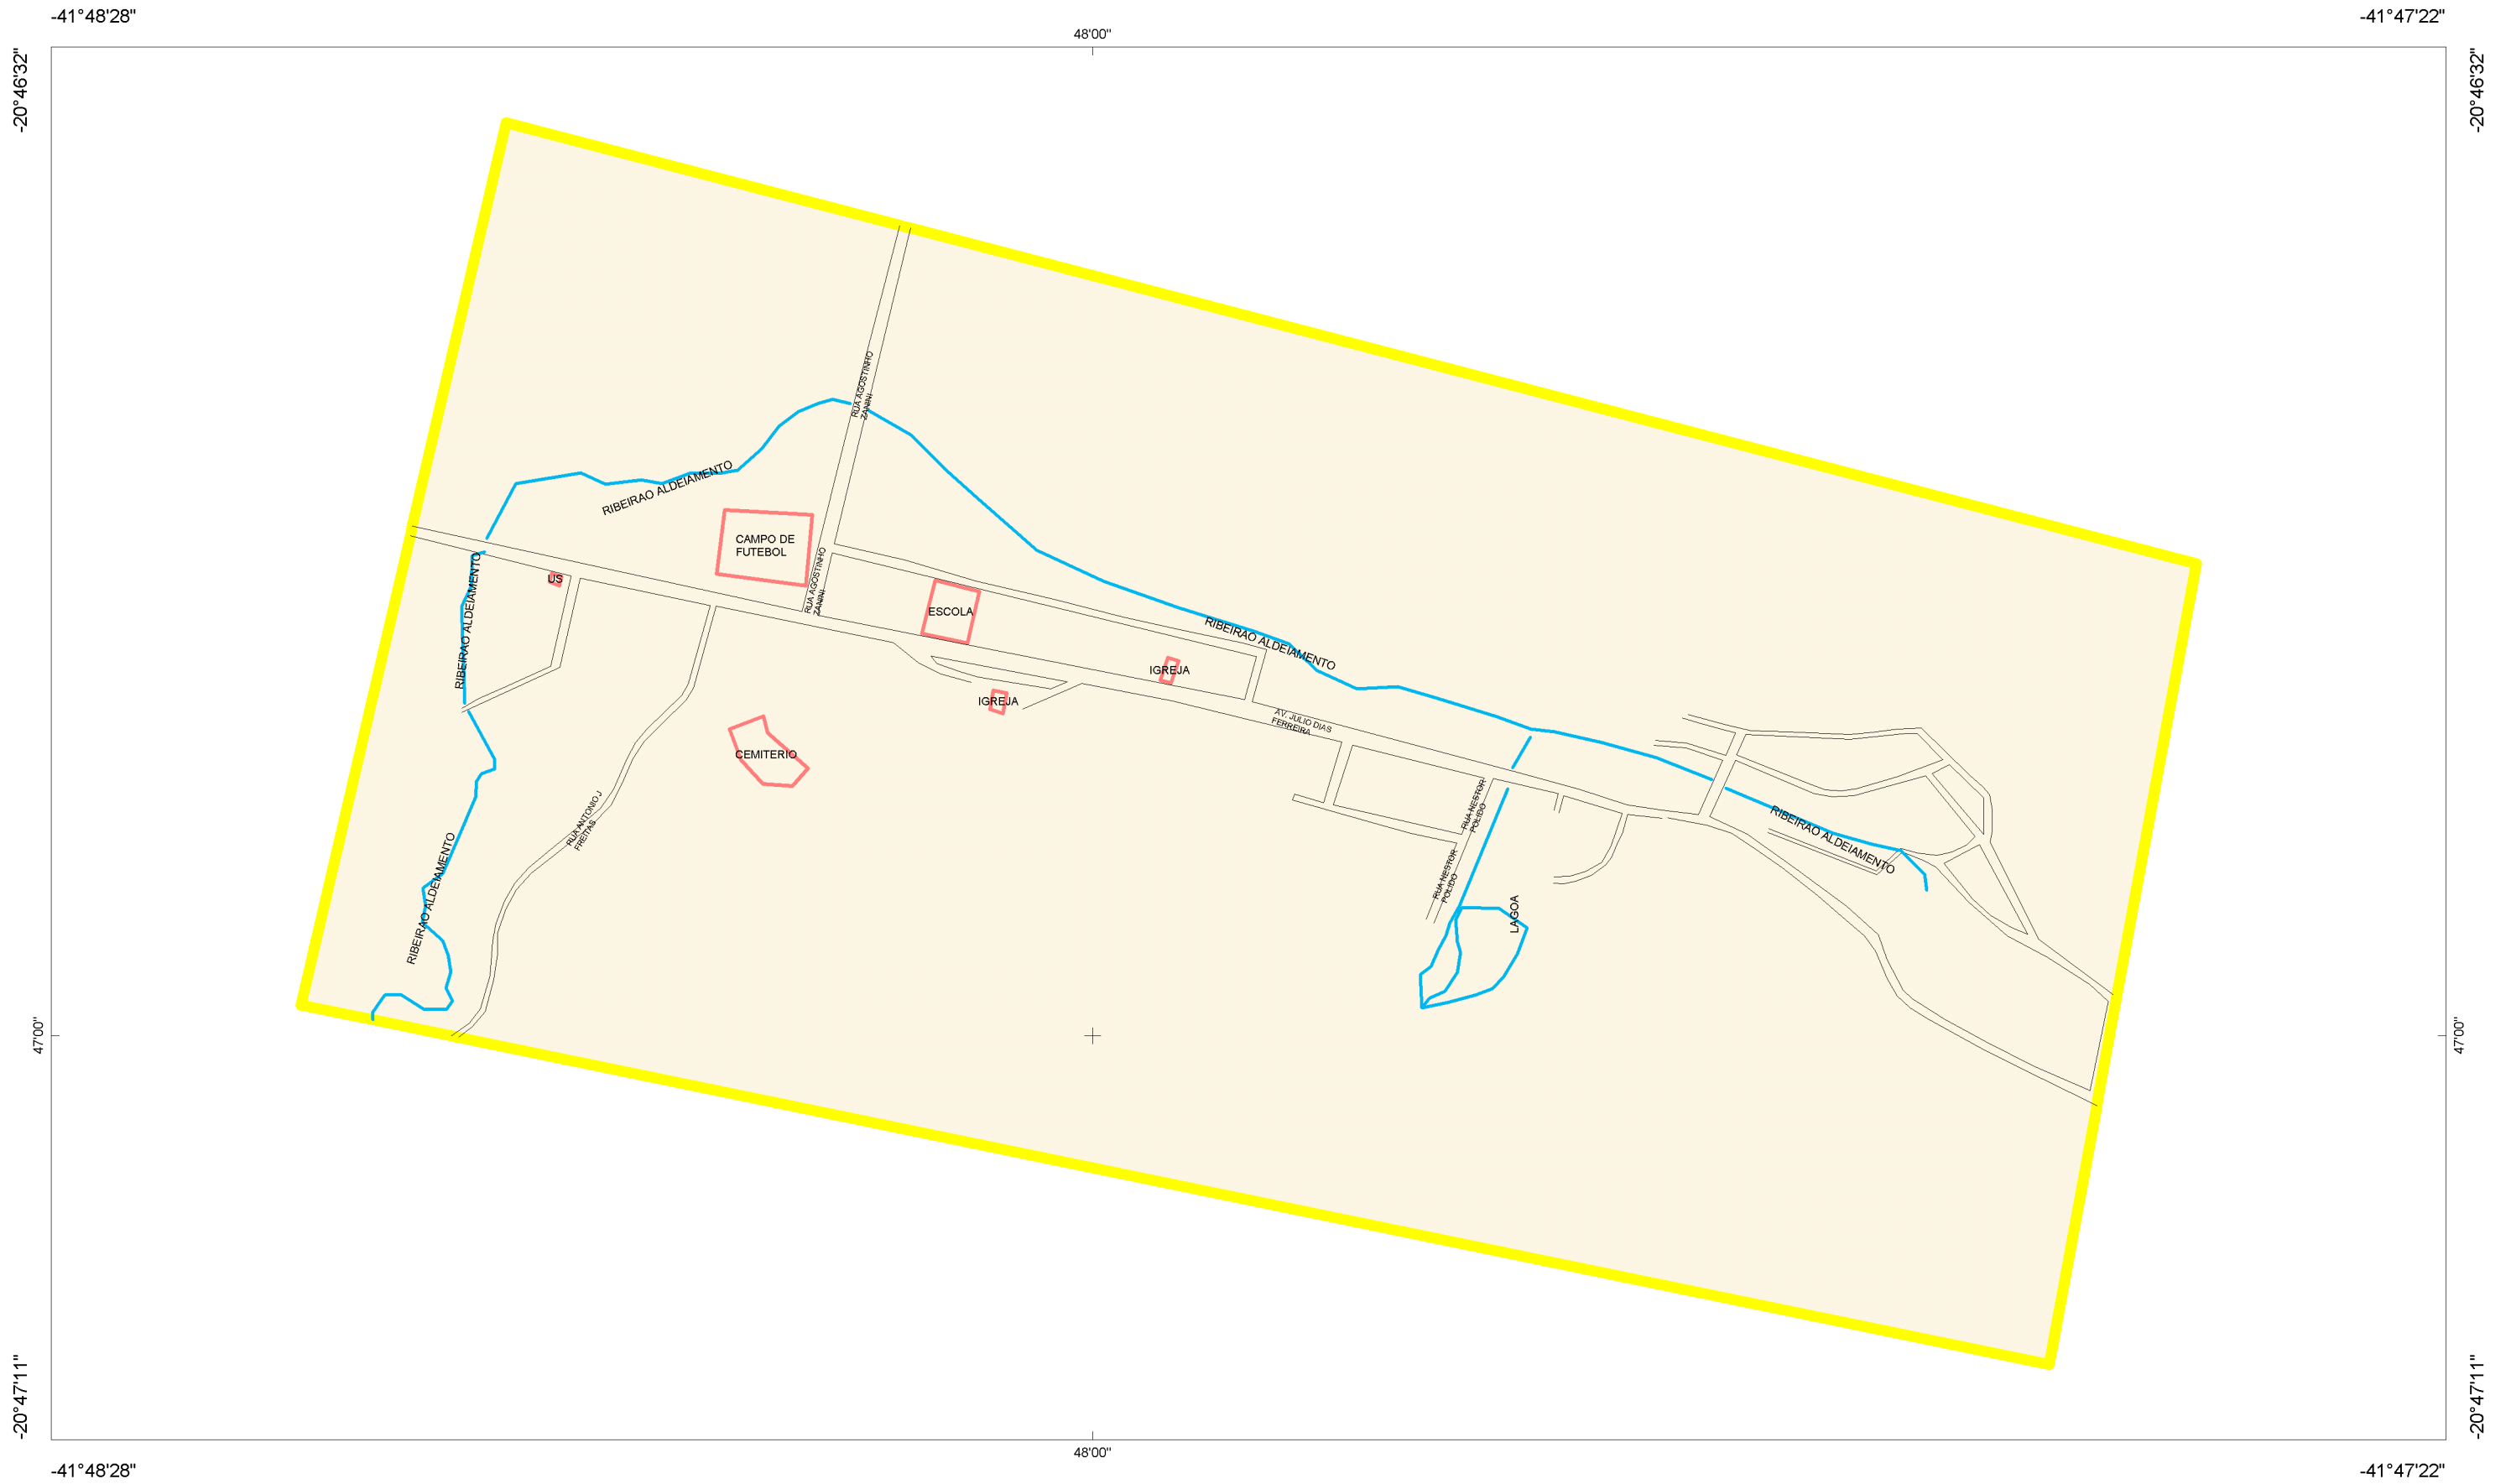 -41°48'28"
-41°47'22"
48'00"
-20°46'32"
-20°46'32"
RUA AGOSTINHO
ZANINI
RIBEIRAO ALDEIAMENTO
CAMPO DE
FUTEBOL
US
RIBEIRAO ALDEIAMENTO
RUA AGOSTINHO
ZANINI
ESCOLA
RIBEIRAO ALDEIAMENTO
IGREJA
IGREJA
AV. JULIO DIAS
FERREIRA
CEMITERIO
RUA ANTONIO J
FREITAS
RUA NESTOR
POLIDO
RIBEIRAO ALDEIAMENTO
RIBEIRAO ALDEIAMENTO
RUA NESTOR
POLIDO
LAGOA
47'00"
47'00"
-20°47'11"
-20°47'11"
48'00"
-41°48'28"
-41°47'22"